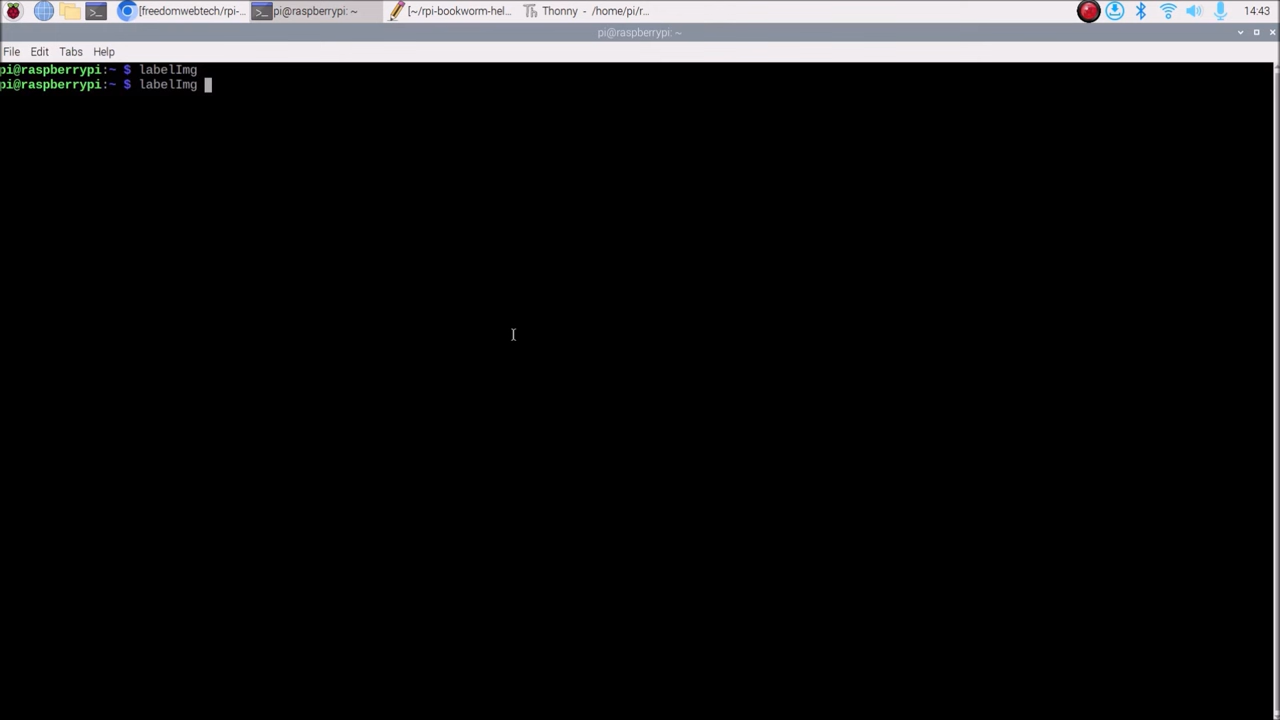 [freedomwebtech/rpi-...
pi@raspberrypi: ~
[~/rpi-bookworm-hel...
Thonny - /home/pi/r...
14:43
pi@raspberrypi: ~
File Edit Tabs Help
pi@raspberrypi:~ $ labelImg
pi@raspberrypi:~ $ labelImg